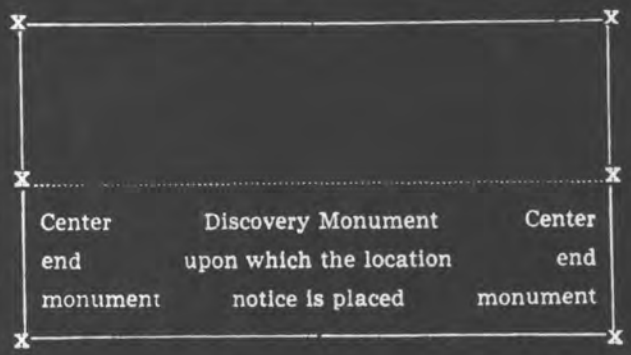 X X
X X
Center Discovery Monument Center
end upon which the location end
monument notice is placed monument
X X